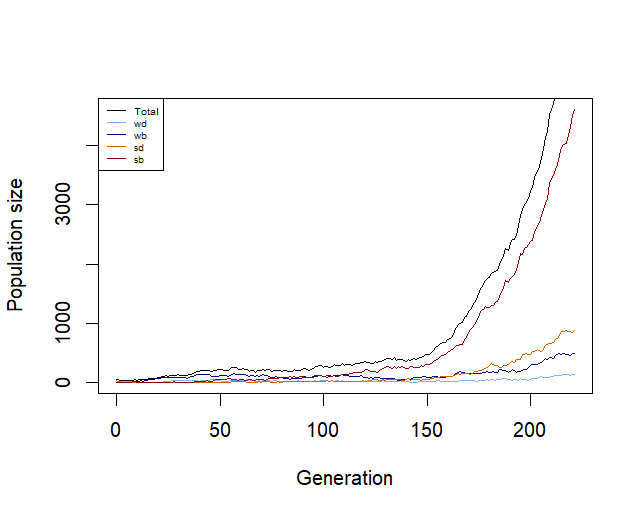 Total
wd
wb
sd
sb
Population size
3000
1000
0
0
50
100
150
200
Generation